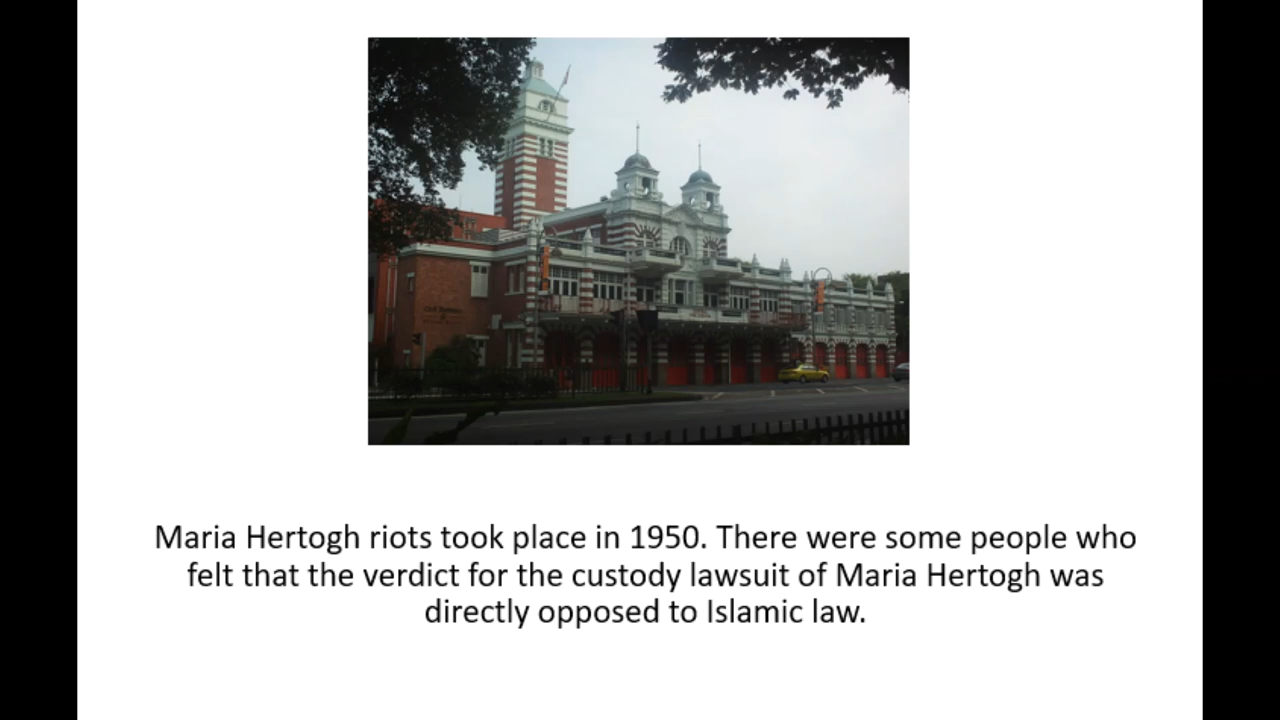 Maria Hertogh riots took place in 1950. There were some people who
felt that the verdict for the custody lawsuit of Maria Hertogh was
directly opposed to Islamic law.